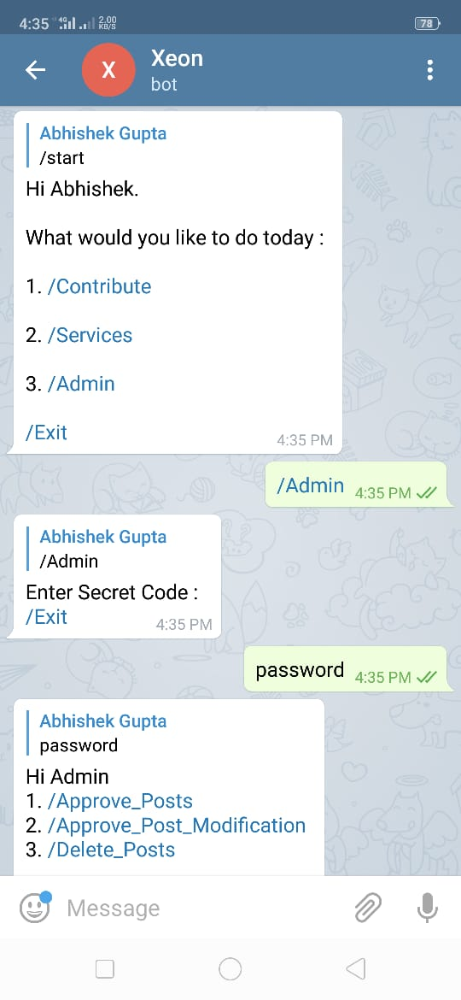 4:35 4G 2.00 KB/S 78
X
Xeon
bot
Abhishek Gupta
/start
Hi Abhishek.
What would you like to do today :
1. /Contribute
2. /Services
3. /Admin
/Exit
4:35 PM
/Admin 4:35 PM
Abhishek Gupta
/Admin
Enter Secret Code :
/Exit
4:35 PM
password 4:35 PM
Abhishek Gupta
password
Hi Admin
1. /Approve_Posts
2. /Approve_Post_Modification
3. /Delete_Posts
Message